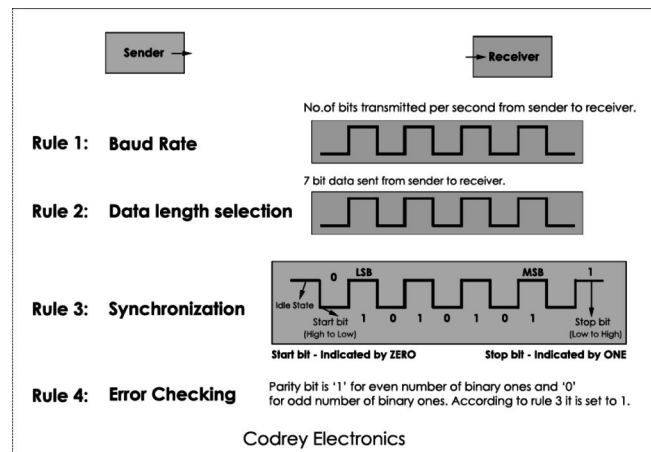 Sender
Receiver
No.of bits transmitted per second from sender to receiver.
Rule 1: Baud Rate
7 bit data sent from sender to receiver.
Rule 2: Data length selection
0 LSB MSB 1
Idle State
Rule 3: Synchronization
Start bit 1 0 1 0 1 0 1 Stop bit
(High to Low) (Low to High)
Start bit - Indicated by ZERO Stop bit - Indicated by ONE
Parity bit is '1' for even number of binary ones and '0'
Rule 4: Error Checking
for odd number of binary ones. According to rule 3 it is set to 1.
Codrey Electronics